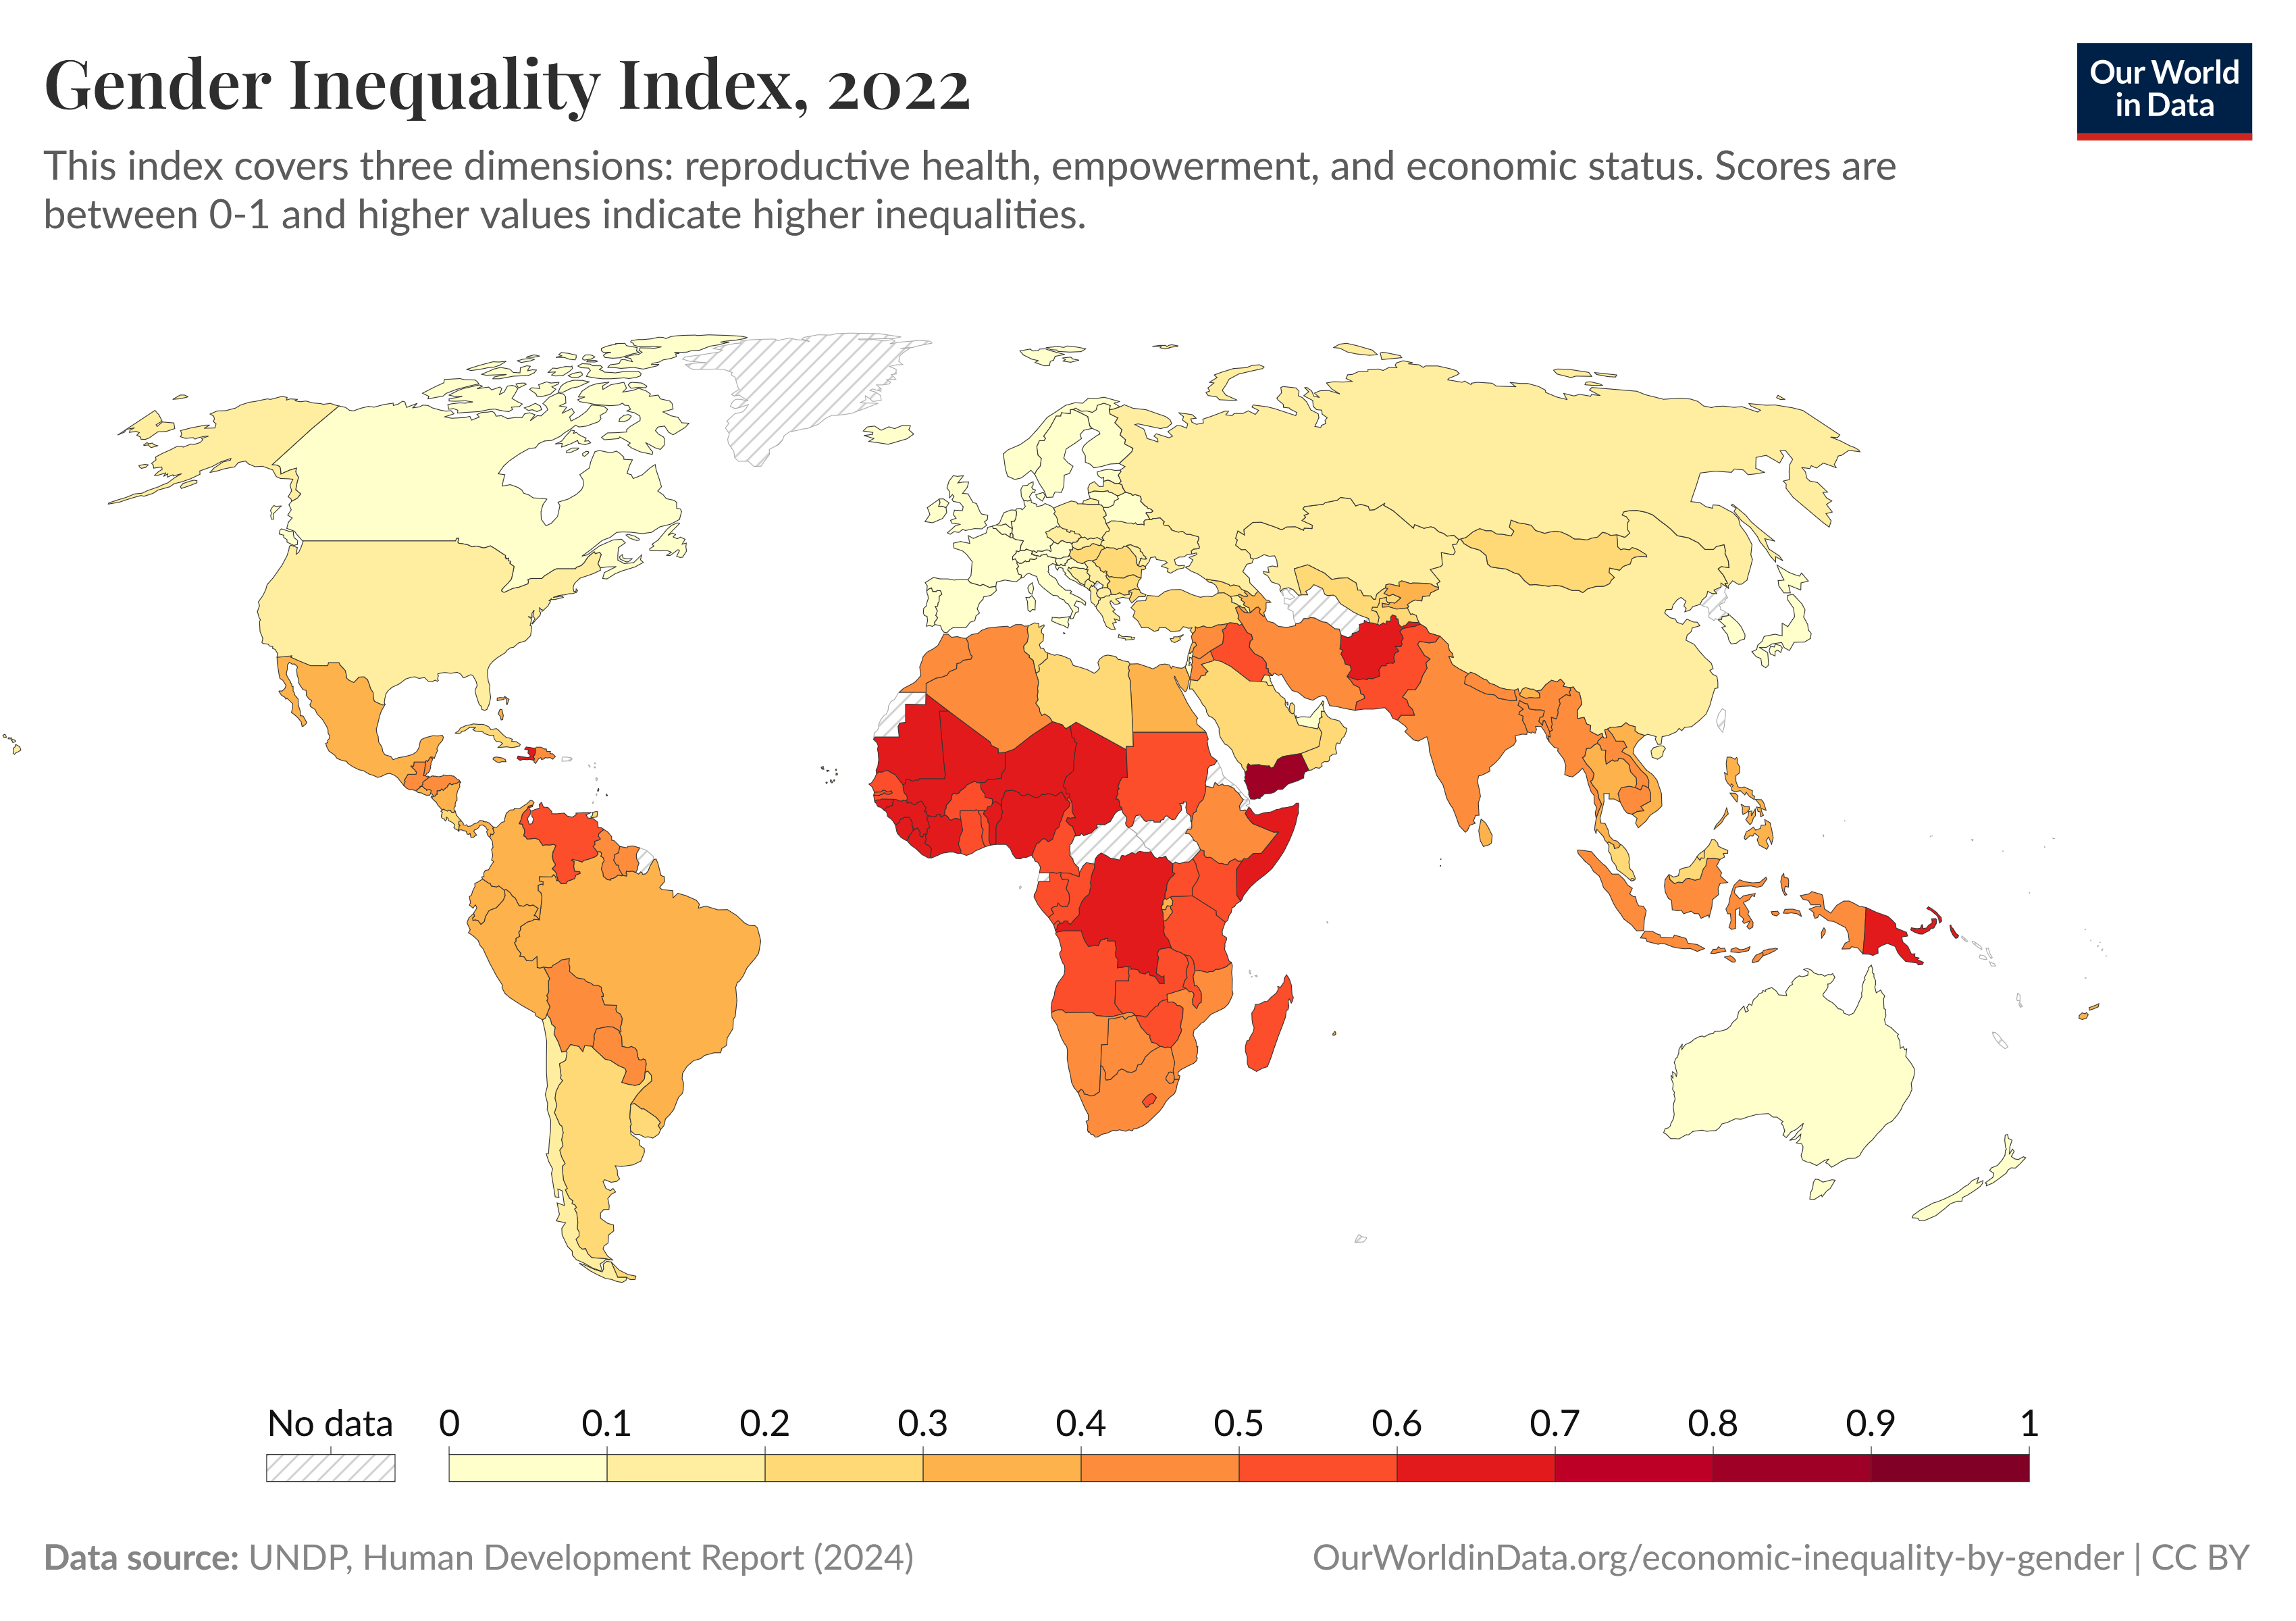 Gender Inequality Index, 2022
Our World
in Data
This index covers three dimensions: reproductive health, empowerment, and economic status. Scores are
between 0-1 and higher values indicate higher inequalities.
No data 0 0.1 0.2 0.3 0.4 0.5 0.6 0.7 0.8 0.9 1
Data source: UNDP, Human Development Report (2024)
OurWorldinData.org/economic-inequality-by-gender | CC BY